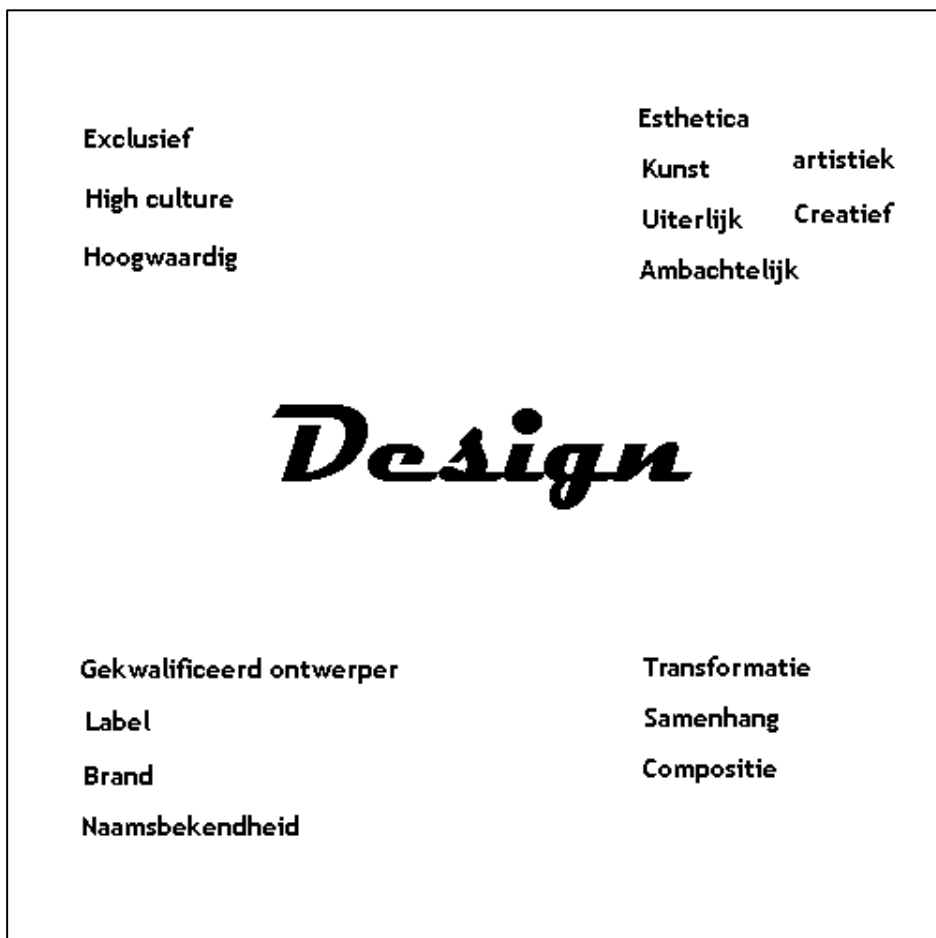 Exclusief
High culture
Hoogwaardig
Esthetica
Kunst artistiek
Uiterlijk Creatief
Ambachtelijk
Design
Gekwalificeerd ontwerper
Label
Brand
Naamsbekendheid
Transformatie
Samenhang
Compositie